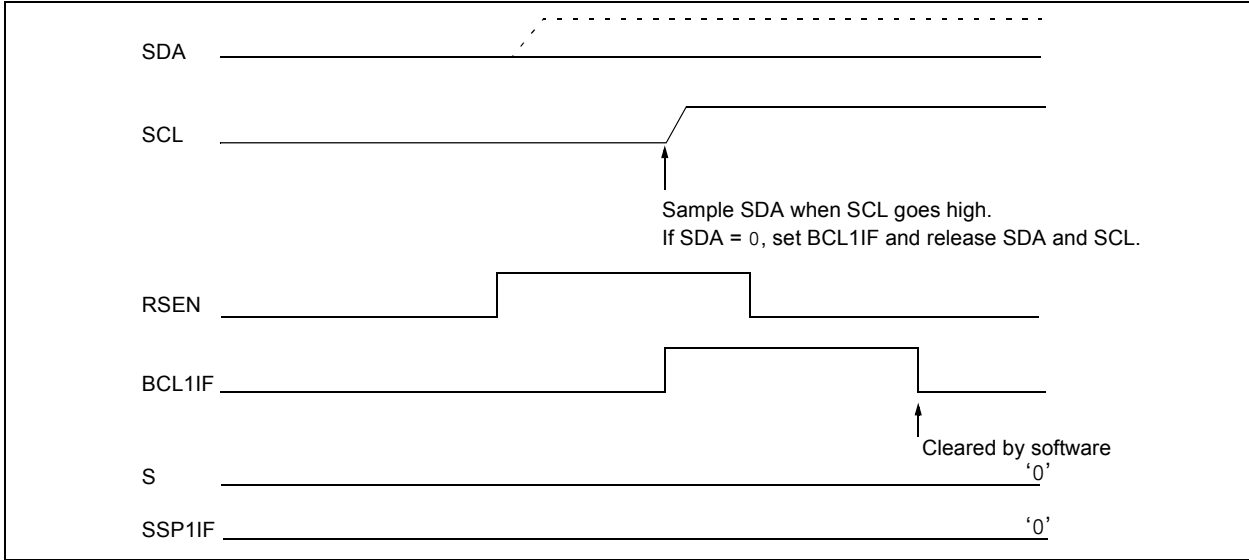 SDA
SCL
Sample SDA when SCL goes high.
If SDA = 0, set BCL1IF and release SDA and SCL.
RSEN
BCL1IF
Cleared by software
S
‘0’
SSP1IF
‘0’